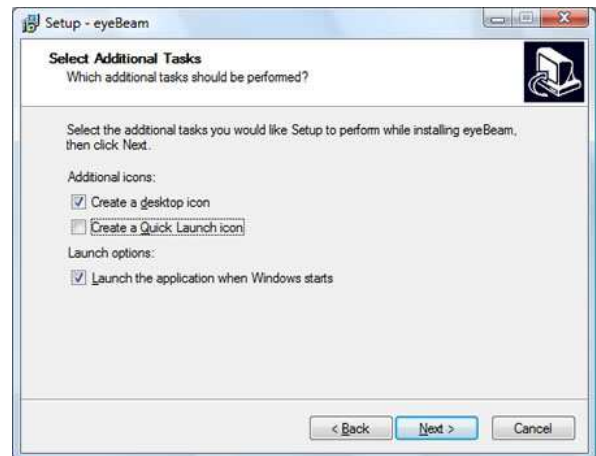 Setup - eyeBeam
Select Additional Tasks
Which additional tasks should be performed?
Select the additional tasks you would like Setup to perform while installing eyeBeam,
then click Next.
Additional icons:
Create a desktop icon
Create a Quick Launch icon
Launch options:
Launch the application when Windows starts
< Back
Next >
Cancel